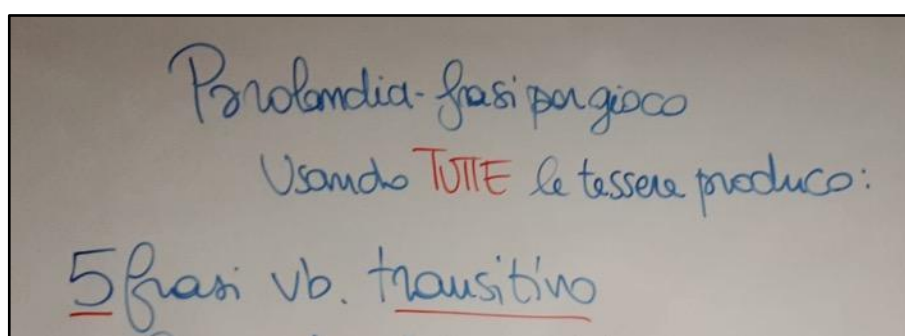 Parolandia - frasi per gioco
Usando TUTTE le tessere produco:
5 frasi vb. transitivo